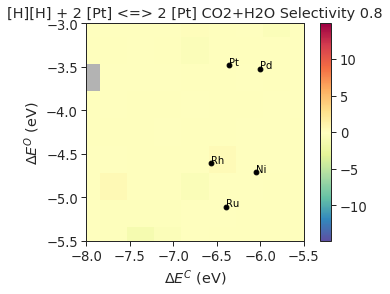 [H][H] + 2 [Pt] <=> 2 [Pt] CO2+H2O Selectivity 0.8
−3.0
−3.5
−4.0
−4.5
−5.0
−5.5
ΔE^O (eV)
Pt
Pd
Rh
Ni
Ru
−8.0 −7.5 −7.0 −6.5 −6.0 −5.5
ΔE^C (eV)
10
5
0
−5
−10